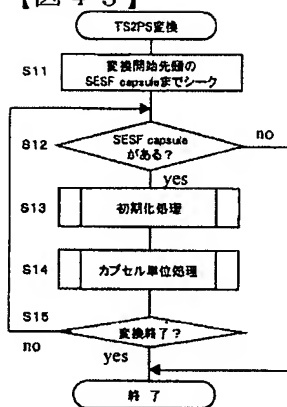 【図43】
TS2PS変換
S11
変換開始先頭の
SESF capsuleまでシーク
S12
SESF capsule
がある?
no
yes
S13
初期化処理
S14
カプセル単位処理
S15
変換終了?
no
yes
終 了